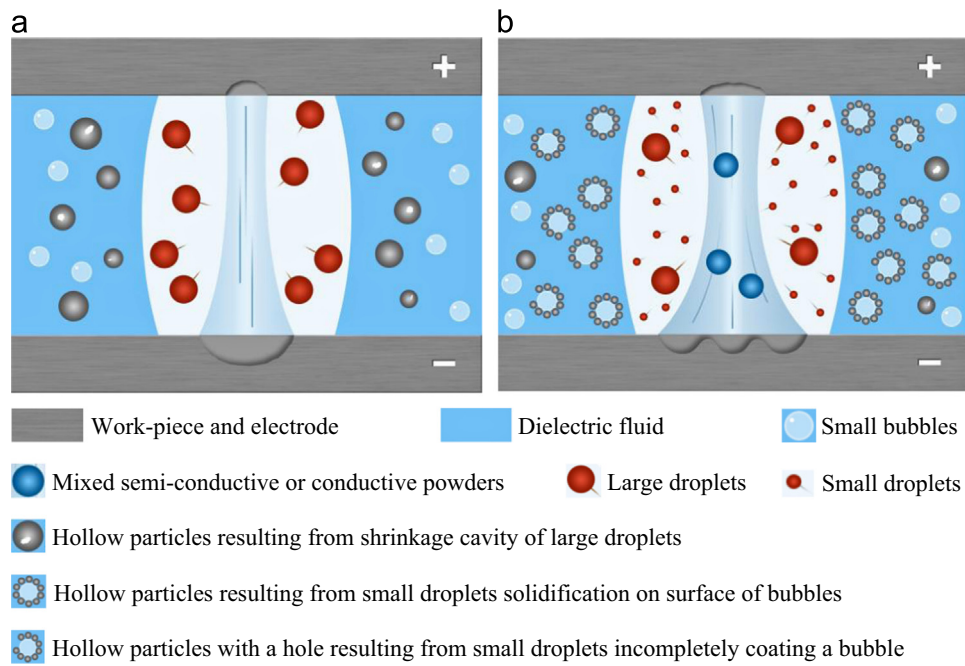 a b
+ +
− −
Work-piece and electrode Dielectric fluid Small bubbles
Mixed semi-conductive or conductive powders Large droplets Small droplets
Hollow particles resulting from shrinkage cavity of large droplets
Hollow particles resulting from small droplets solidification on surface of bubbles
Hollow particles with a hole resulting from small droplets incompletely coating a bubble